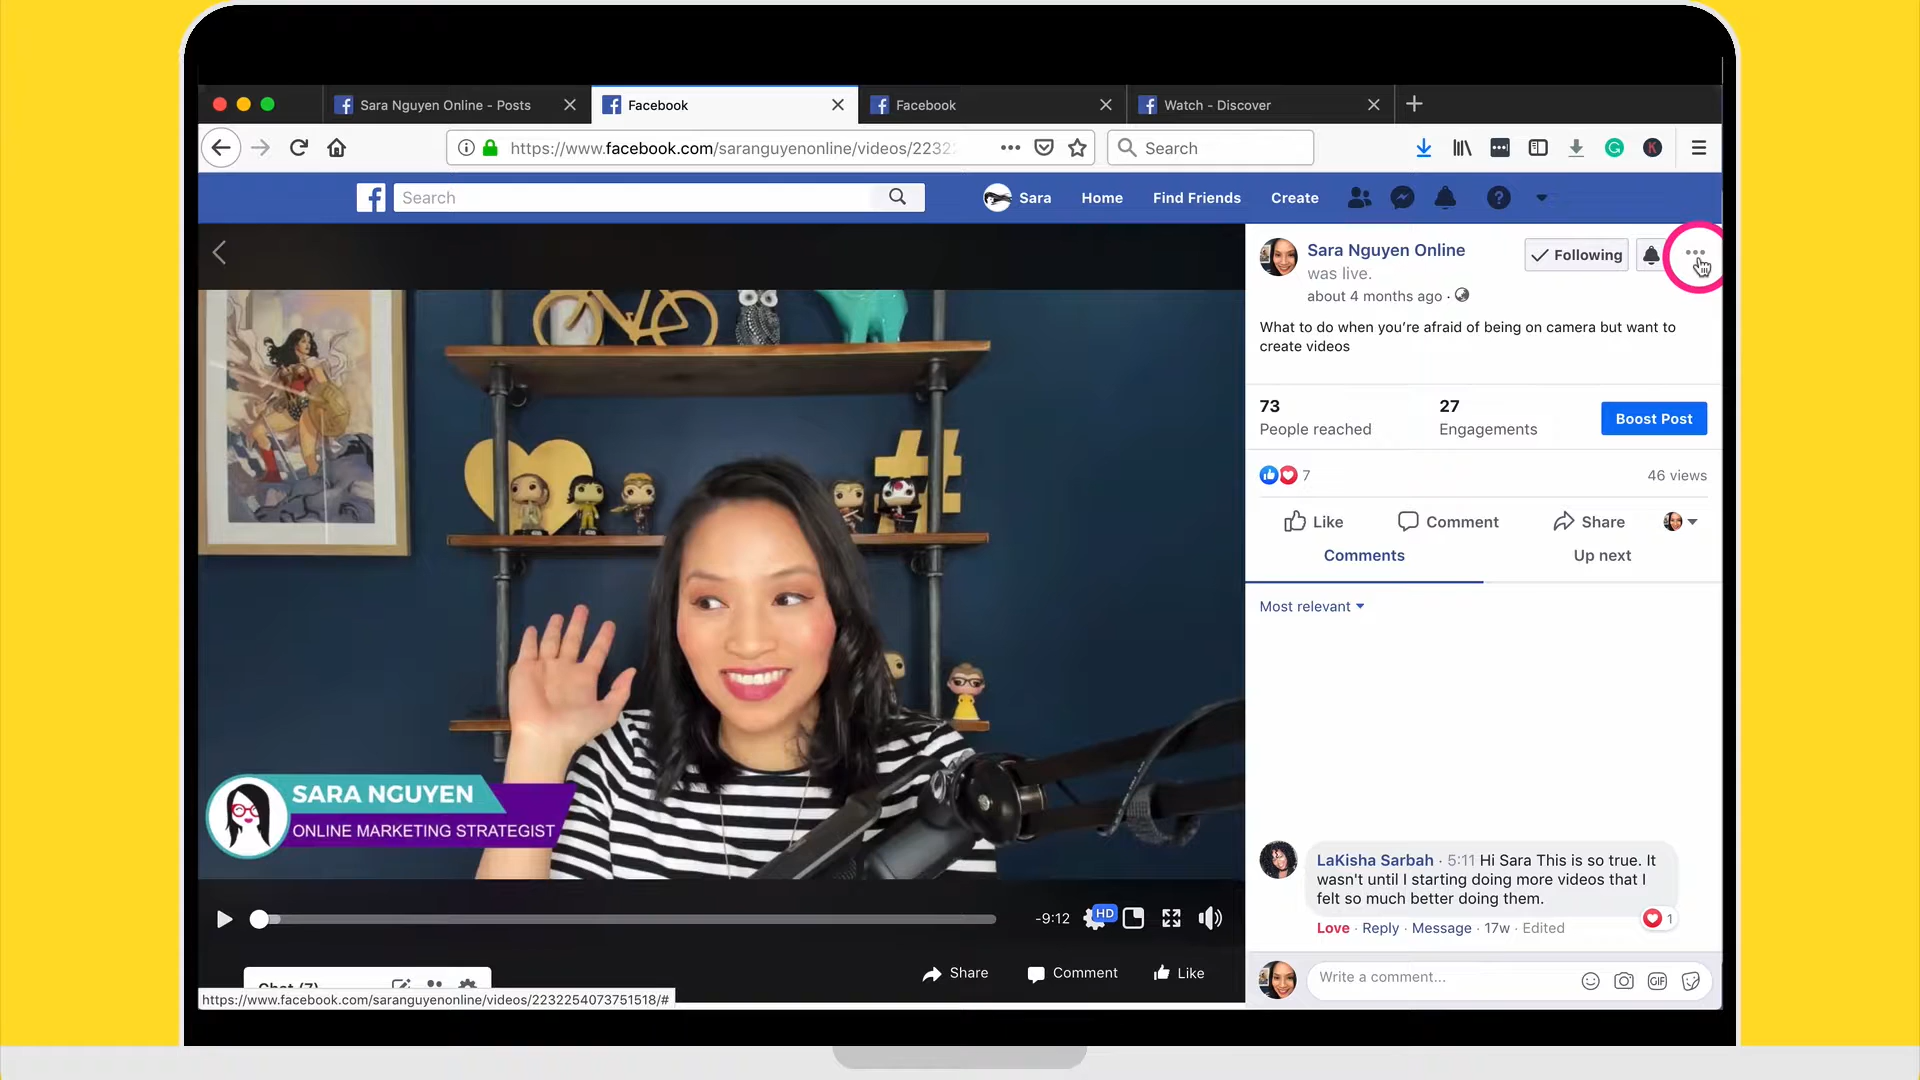 Sara Nguyen Online - Posts
Facebook
Facebook
Watch - Discover
https://www.facebook.com/saranguyenonline/videos/2232
Search
K
Search
Sara
Home
Find Friends
Create
Sara Nguyen Online
was live.
about 4 months ago ·
Following
What to do when you’re afraid of being on camera but want to
create videos
73
People reached
27
Engagements
Boost Post
7
46 views
Like
Comment
Share
Comments
Up next
Most relevant
SARA NGUYEN
ONLINE MARKETING STRATEGIST
LaKisha Sarbah · 5:11 Hi Sara This is so true. It
wasn't until I starting doing more videos that I
felt so much better doing them.
1
Love · Reply · Message · 17w · Edited
-9:12
HD
Share
Comment
Like
Write a comment...
GIF
Chat (7)
https://www.facebook.com/saranguyenonline/videos/2232254073751518/#